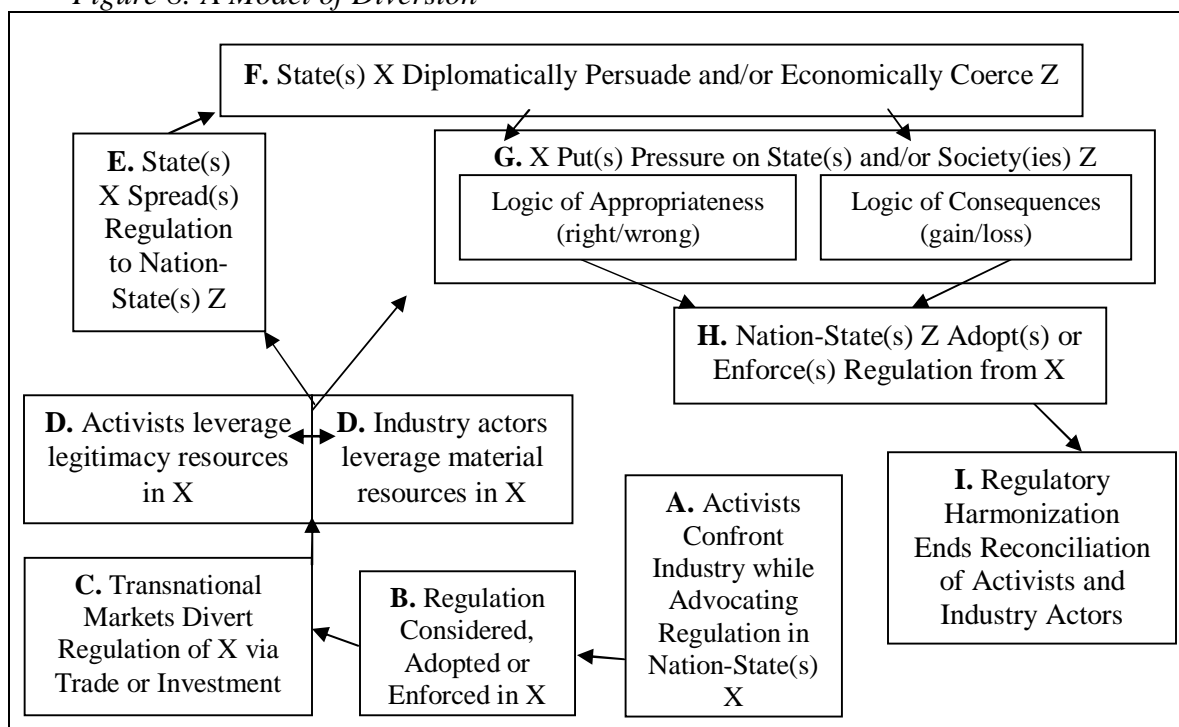 Figure 8. A Model of Diversion
F. State(s) X Diplomatically Persuade and/or Economically Coerce Z
E. State(s)
X Spread(s)
Regulation
to Nation-
State(s) Z
G. X Put(s) Pressure on State(s) and/or Society(ies) Z
Logic of Appropriateness
(right/wrong)
Logic of Consequences
(gain/loss)
H. Nation-State(s) Z Adopt(s) or
Enforce(s) Regulation from X
D. Activists leverage
legitimacy resources
in X
D. Industry actors
leverage material
resources in X
A. Activists
Confront
Industry while
Advocating
Regulation in
Nation-State(s)
X
I. Regulatory
Harmonization
Ends Reconciliation
of Activists and
Industry Actors
C. Transnational
Markets Divert
Regulation of X via
Trade or Investment
B. Regulation
Considered,
Adopted or
Enforced in X